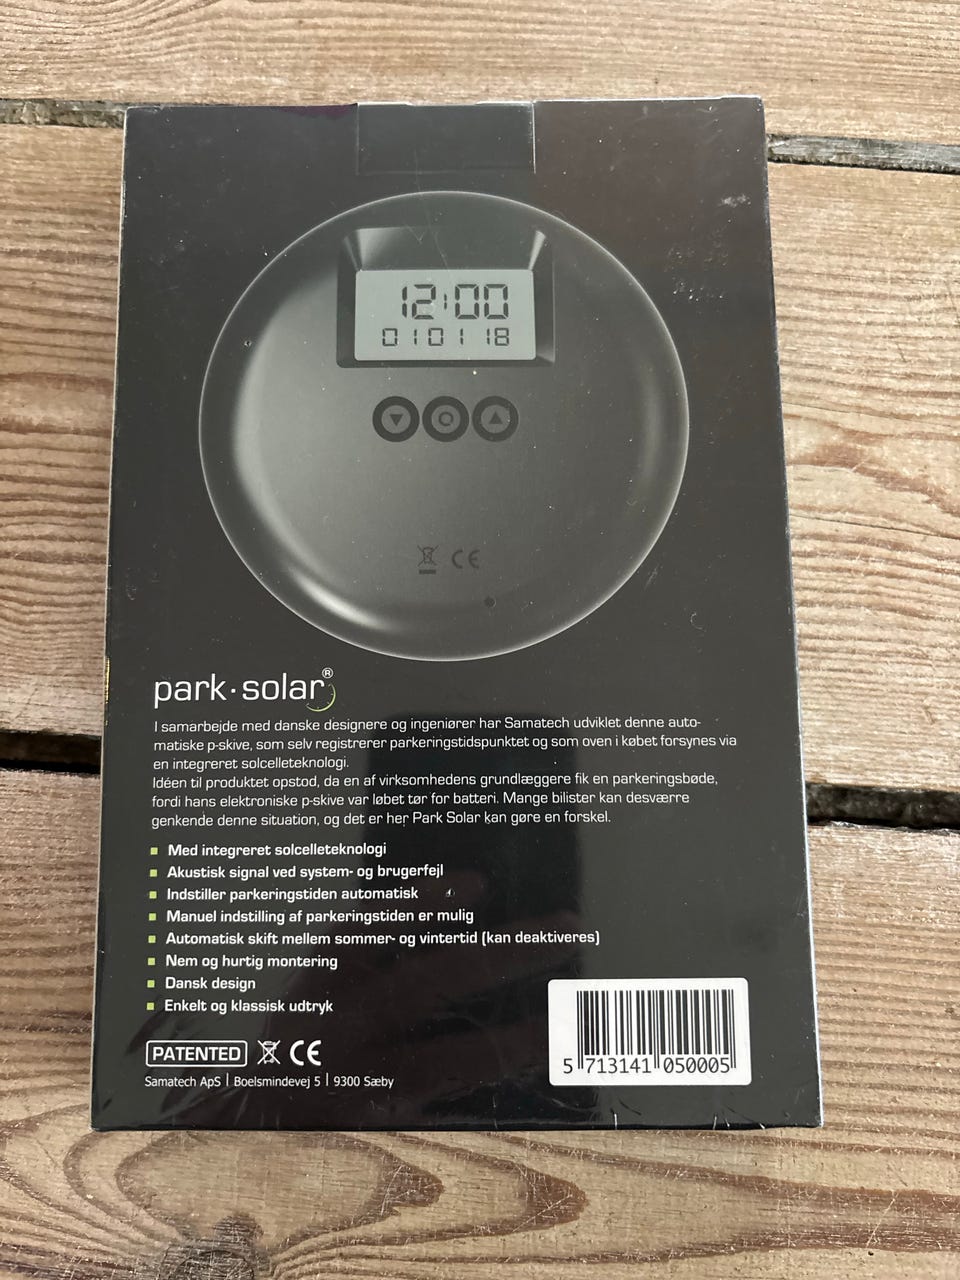 12:00
01 01 18
CE
park·solar®
I samarbejde med danske designere og ingeniører har Samatech udviklet denne auto-
matiske p-skive, som selv registrerer parkeringstidspunktet og som oven i købet forsynes via
en integreret solcelleteknologi.
Idéen til produktet opstod, da en af virksomhedens grundlæggere fik en parkeringsbøde,
fordi hans elektroniske p-skive var løbet tør for batteri. Mange bilister kan desværre
genkende denne situation, og det er her Park Solar kan gøre en forskel.
Med integreret solcelleteknologi
Akustisk signal ved system- og brugerfejl
Indstiller parkeringstiden automatisk
Manuel indstilling af parkeringstiden er mulig
Automatisk skift mellem sommer- og vintertid (kan deaktiveres)
Nem og hurtig montering
Dansk design
Enkelt og klassisk udtryk
PATENTED CE
Samatech ApS | Boelsmindevej 5 | 9300 Sæby
5 713141 050005